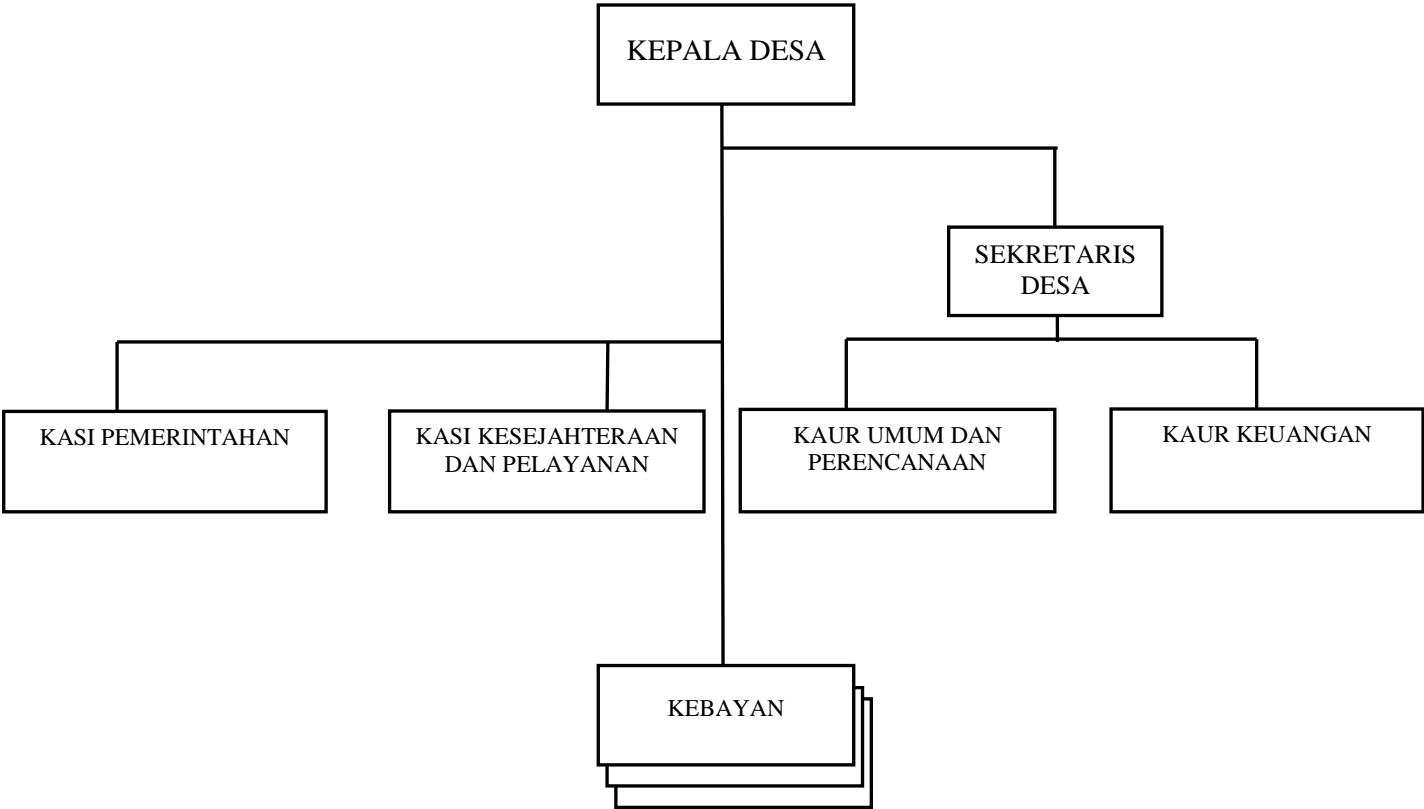 KEPALA DESA
SEKRETARIS
DESA
KASI PEMERINTAHAN
KASI KESEJAHTERAAN
DAN PELAYANAN
KAUR UMUM DAN
PERENCANAAN
KAUR KEUANGAN
KEBAYAN